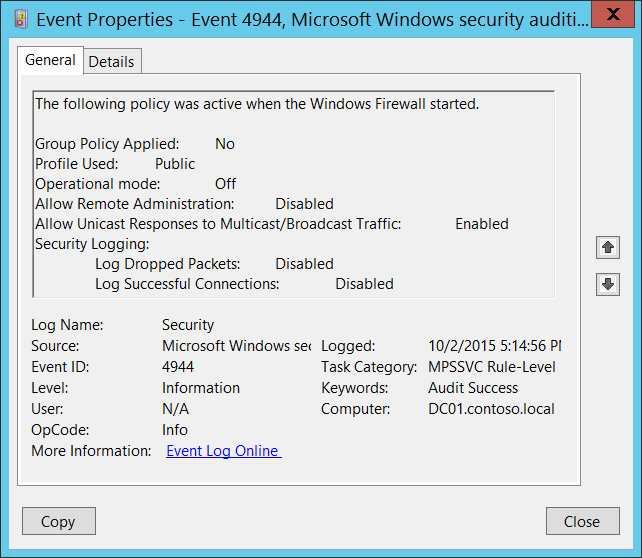 Event Properties - Event 4944, Microsoft Windows security auditi...
X
General
Details
The following policy was active when the Windows Firewall started.
Group Policy Applied: No
Profile Used: Public
Operational mode: Off
Allow Remote Administration: Disabled
Allow Unicast Responses to Multicast/Broadcast Traffic: Enabled
Security Logging:
Log Dropped Packets: Disabled
Log Successful Connections: Disabled
Log Name: Security
Source: Microsoft Windows sec Logged: 10/2/2015 5:14:56 PM
Event ID: 4944 Task Category: MPSSVC Rule-Level
Level: Information Keywords: Audit Success
User: N/A Computer: DC01.contoso.local
OpCode: Info
More Information: Event Log Online
Copy
Close